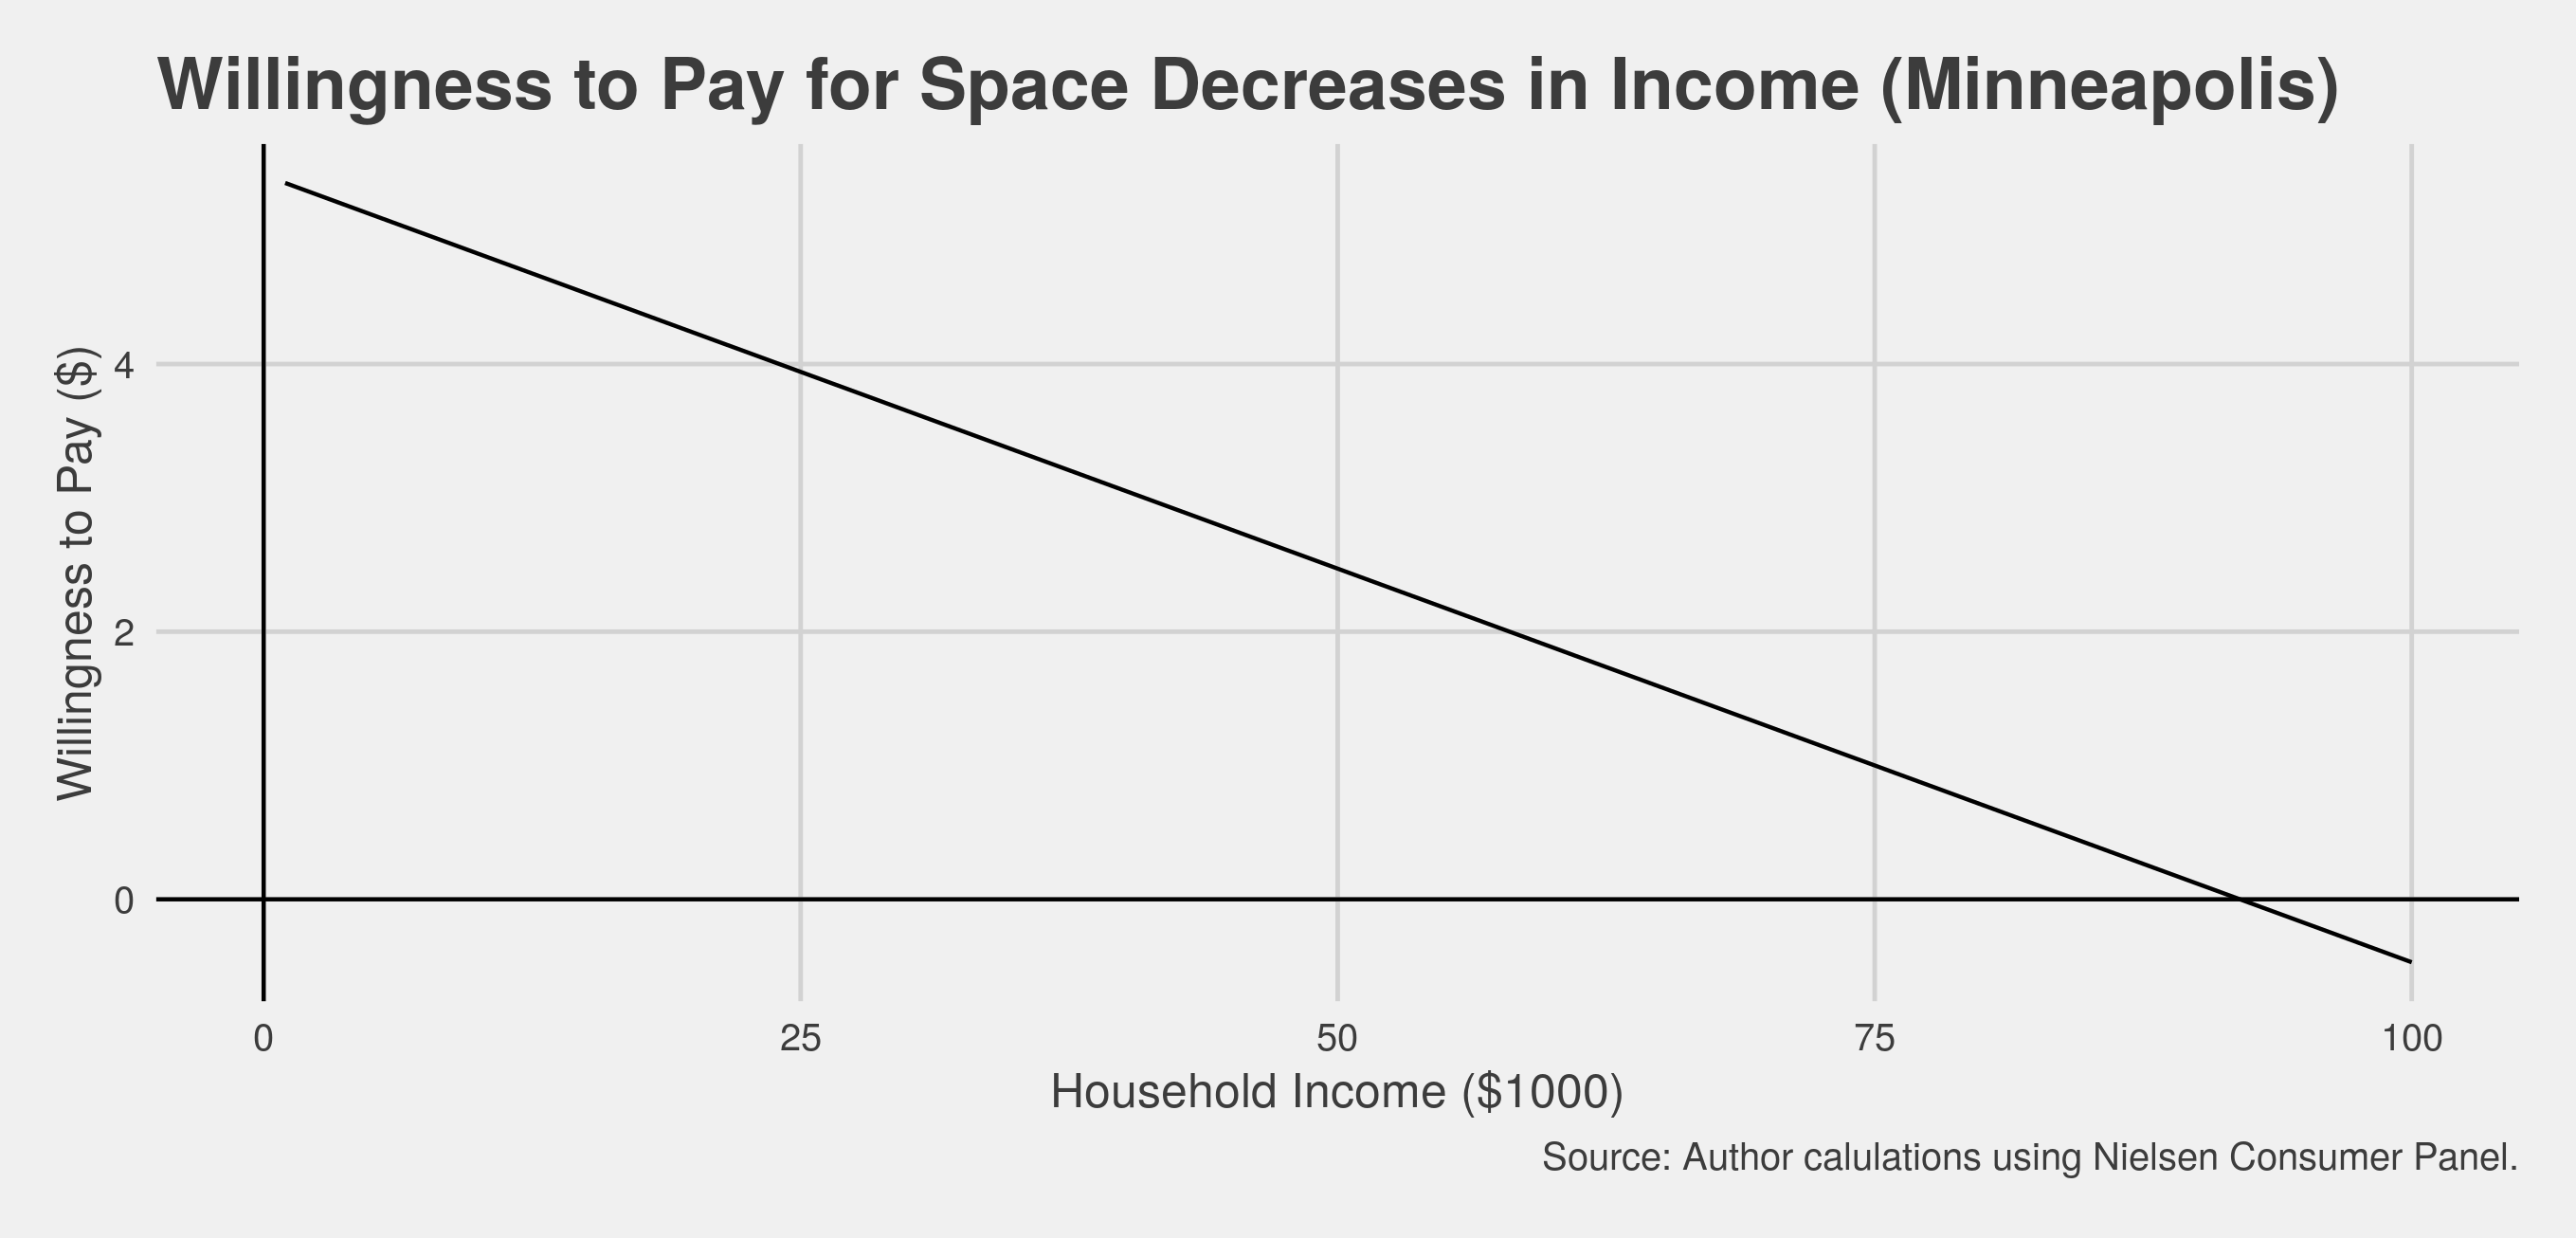 Willingness to Pay for Space Decreases in Income (Minneapolis)
Willingness to Pay ($)
4
2
0
0 25 50 75 100
Household Income ($1000)
Source: Author calulations using Nielsen Consumer Panel.